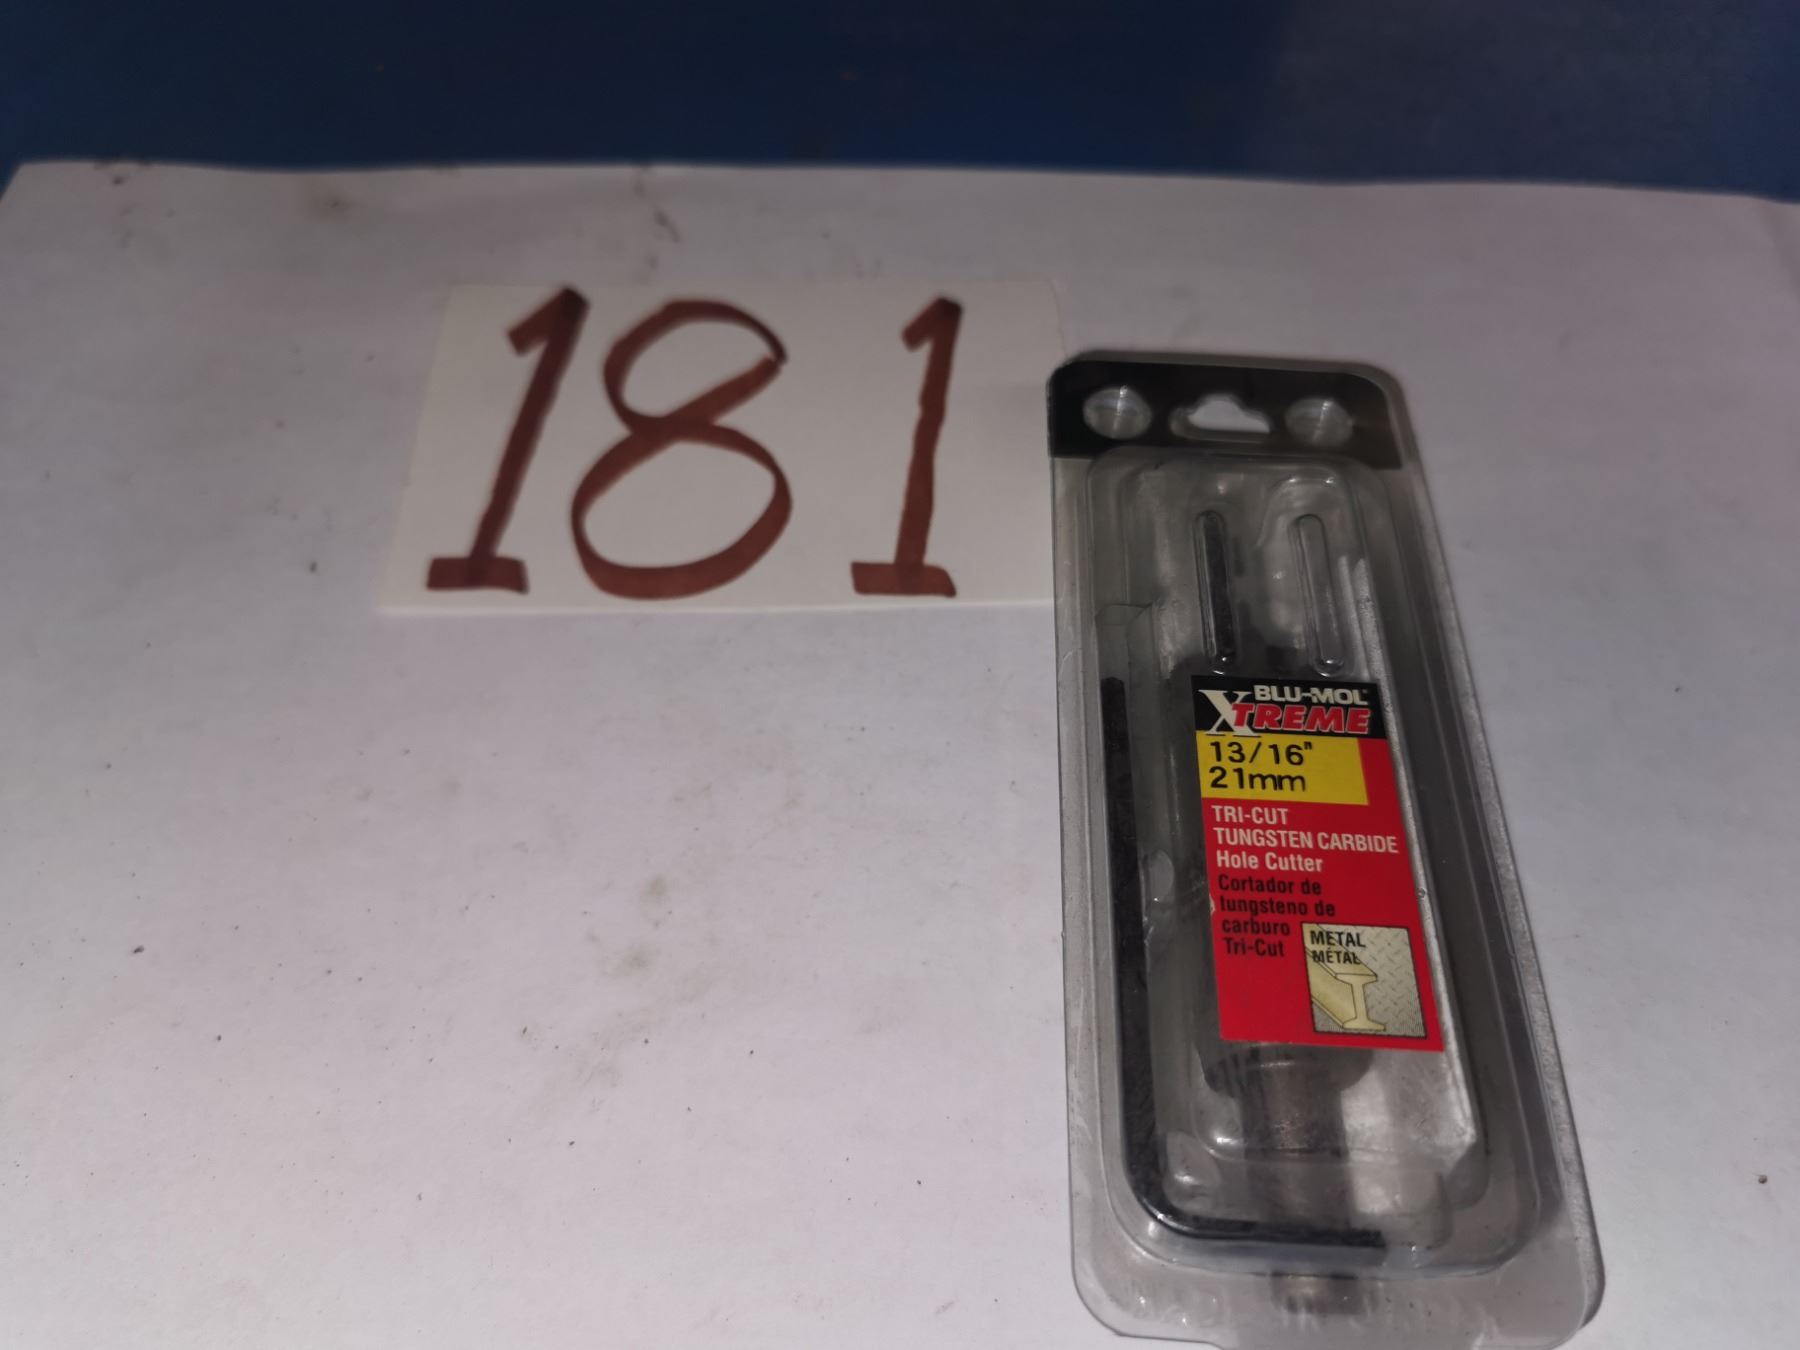 181
BLU-MOL®
XTREME
13/16"
21mm
TRI-CUT
TUNGSTEN CARBIDE
Hole Cutter
Cortador de
tungsteno de
carburo
Tri-Cut
METAL
MÉTAL